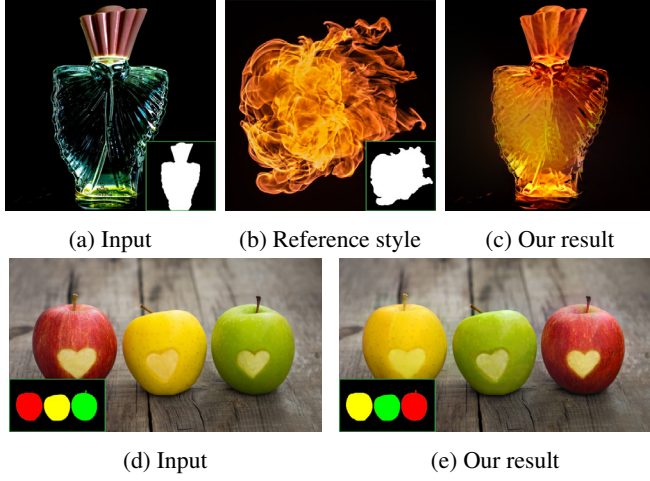 (a) Input
(b) Reference style
(c) Our result
(d) Input
(e) Our result